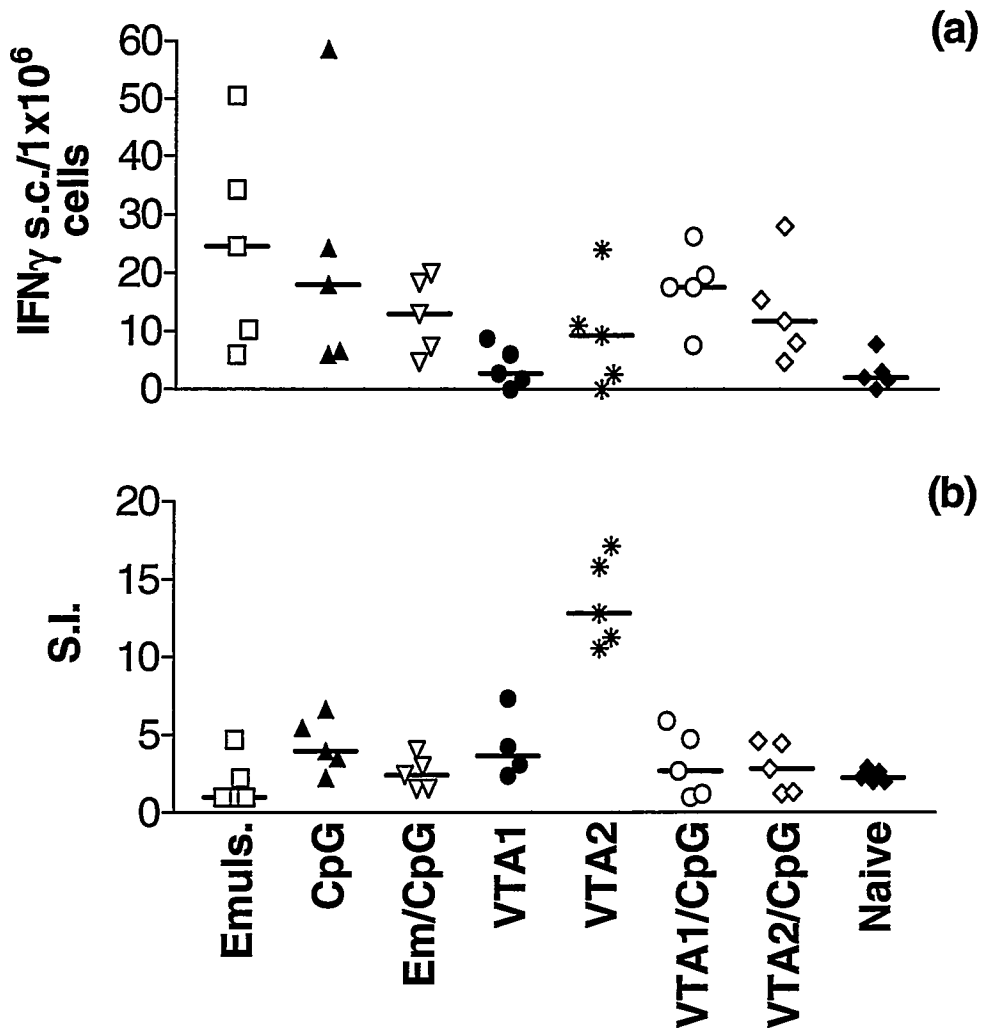 (a)
IFNγ s.c./1x10⁶
cells
60
50
40
30
20
10
0
(b)
S.I.
20
15
10
5
0
Emuls.
CpG
Em/CpG
VTA1
VTA2
VTA1/CpG
VTA2/CpG
Naive